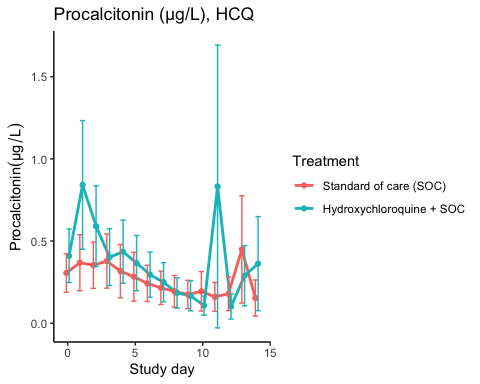 Procalcitonin (µg/L), HCQ
Procalcitonin(µg/L)
1.5
1.0
0.5
0.0
0
5
10
15
Study day
Treatment
Standard of care (SOC)
Hydroxychloroquine + SOC